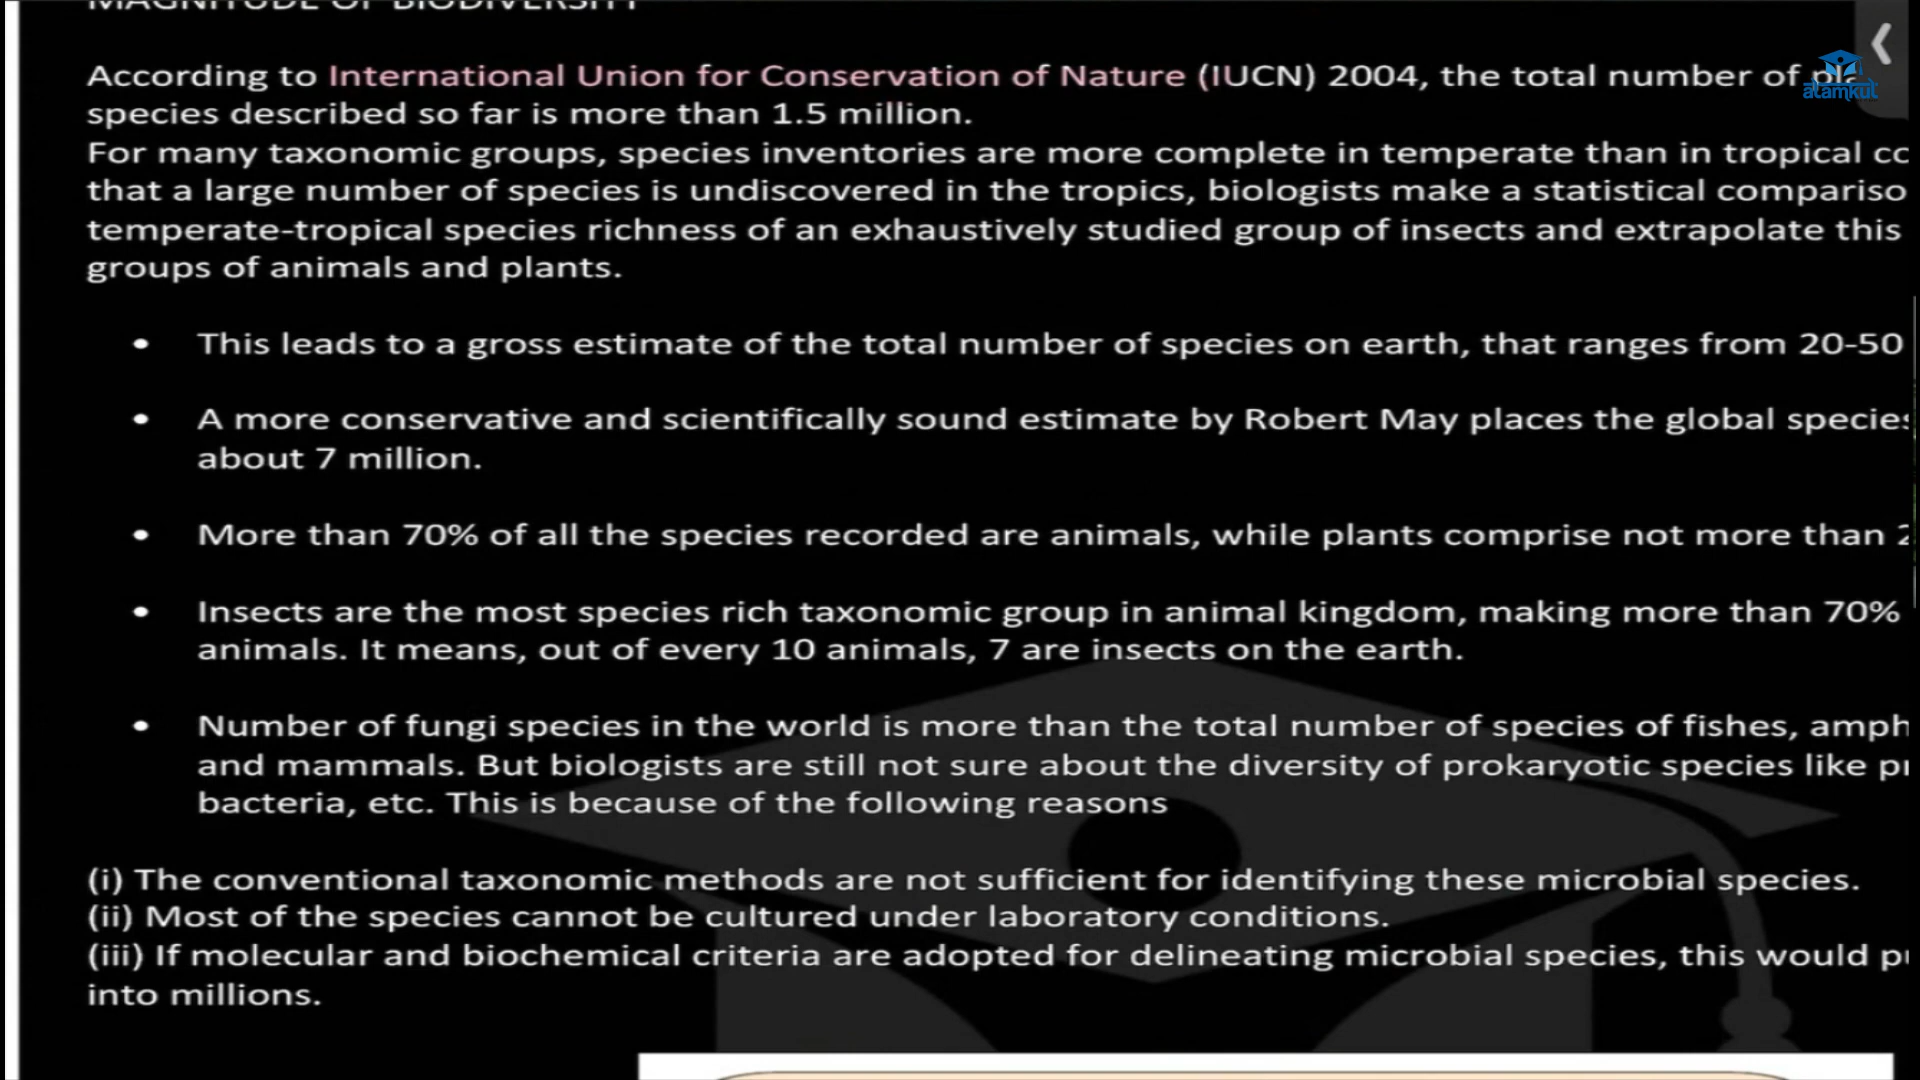 MAGNITUDE OF BIODIVERSITY
According to International Union for Conservation of Nature (IUCN) 2004, the total number of
atamkut
species described so far is more than 1.5 million.
For many taxonomic groups, species inventories are more complete in temperate than in tropical
that a large number of species is undiscovered in the tropics, biologists make a statistical
temperate-tropical species richness of an exhaustively studied group of insects and extrapolate this
groups of animals and plants.
• This leads to a gross estimate of the total number of species on earth, that ranges from 20-50
• A more conservative and scientifically sound estimate by Robert May places the global species
about 7 million.
• More than 70% of all the species recorded are animals, while plants comprise not more than
• Insects are the most species rich taxonomic group in animal kingdom, making more than 70%
animals. It means, out of every 10 animals, 7 are insects on the earth.
• Number of fungi species in the world is more than the total number of species of fishes,
and mammals. But biologists are still not sure about the diversity of prokaryotic species like
bacteria, etc. This is because of the following reasons
(i) The conventional taxonomic methods are not sufficient for identifying these microbial species.
(ii) Most of the species cannot be cultured under laboratory conditions.
(iii) If molecular and biochemical criteria are adopted for delineating microbial species, this would
into millions.